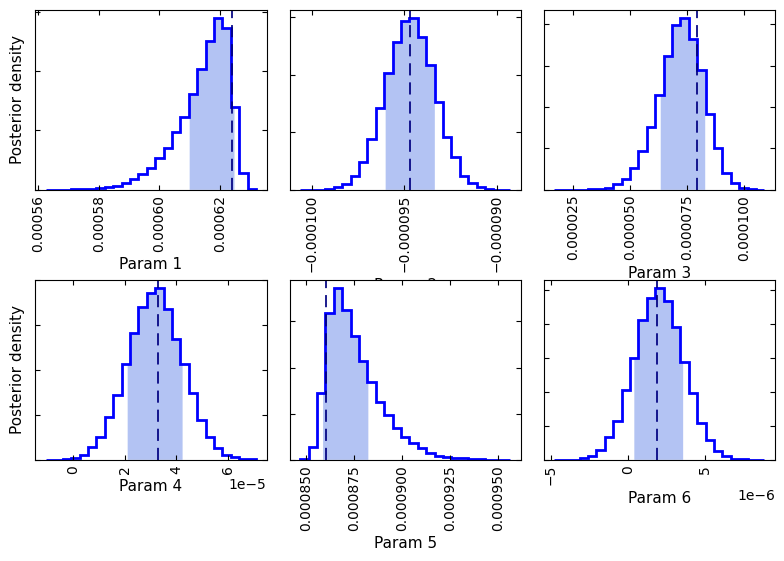 Posterior density
0.00056 0.00058 0.00060 0.00062
Param 1
−0.000100 −0.000095 −0.000090
0.000025 0.000050 0.000075 0.000100
Param 3
Posterior density
0 2 4 6
1e−5
Param 4
0.000850 0.000875 0.000900 0.000925 0.000950
Param 5
−5 0 5
1e−6
Param 6